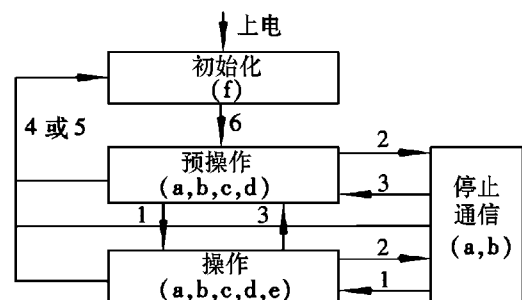 上电
初始化
(f)
4 或 5
6
预操作
(a,b,c,d)
2
3
停止
通信
(a,b)
1
3
操作
(a,b,c,d,e)
2
1